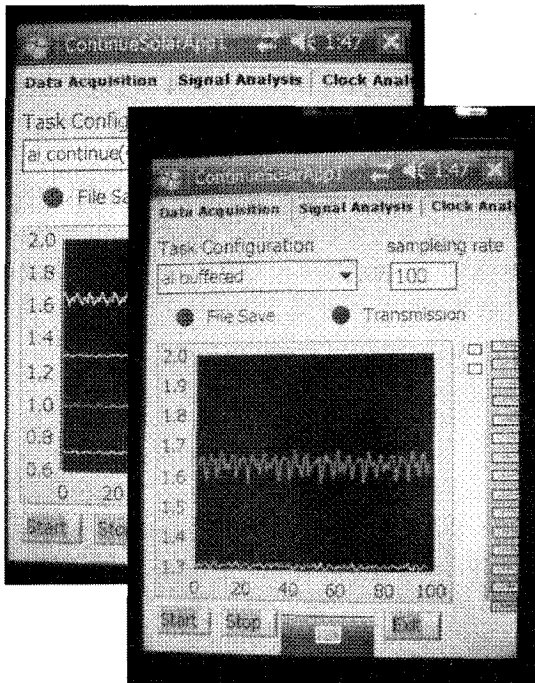 ContinueSolarApp1 1:47
Data Acquisition Signal Analysis Clock Anal
Task Config
ai continue(
File Sa
2.0
1.8
1.6
1.4
1.2
1.0
0.8
0.6
0 20
Start Sto
ContinueSolarApp1 1:47
Data Acquisition Signal Analysis Clock Anal
Task Configuration sampleing rate
ai buffered 100
File Save Transmission
2.0
1.9
1.8
1.7
1.6
1.5
1.4
1.3
0 20 40 60 80 100
Start Stop Exit